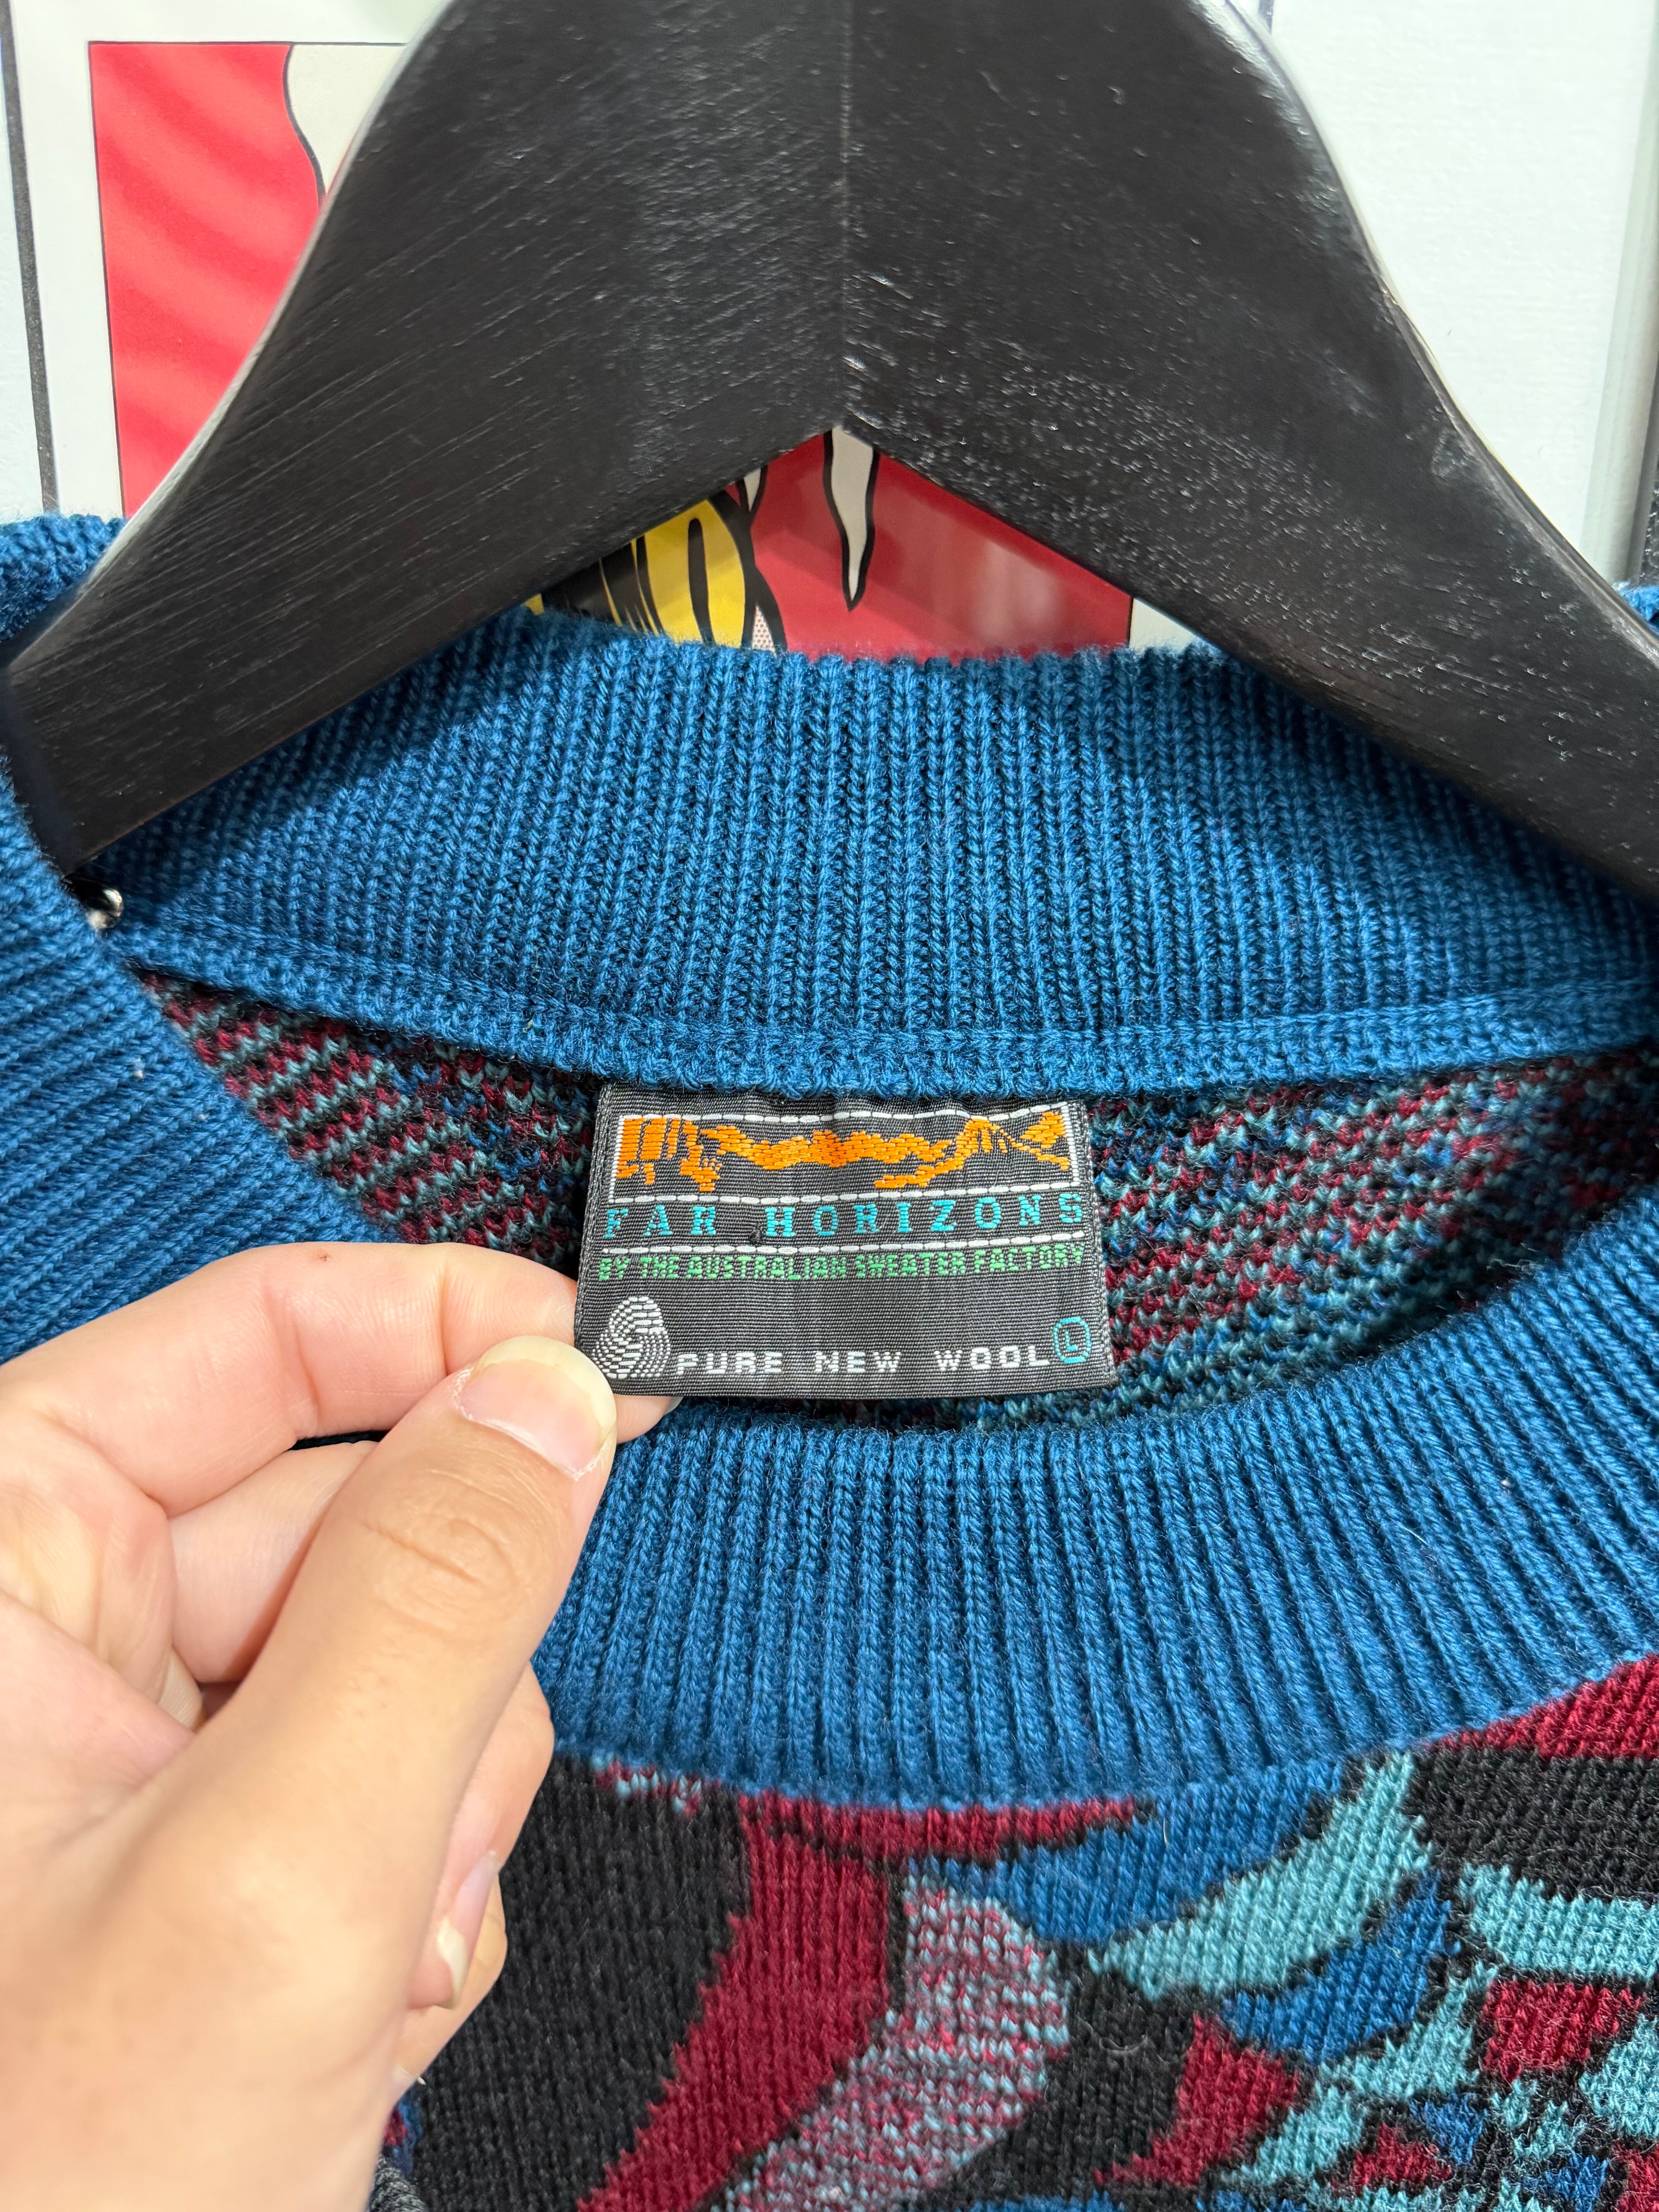 FAR HORIZONS
BY THE AUSTRALIAN SWEATER FACTORY
PURE NEW WOOL L